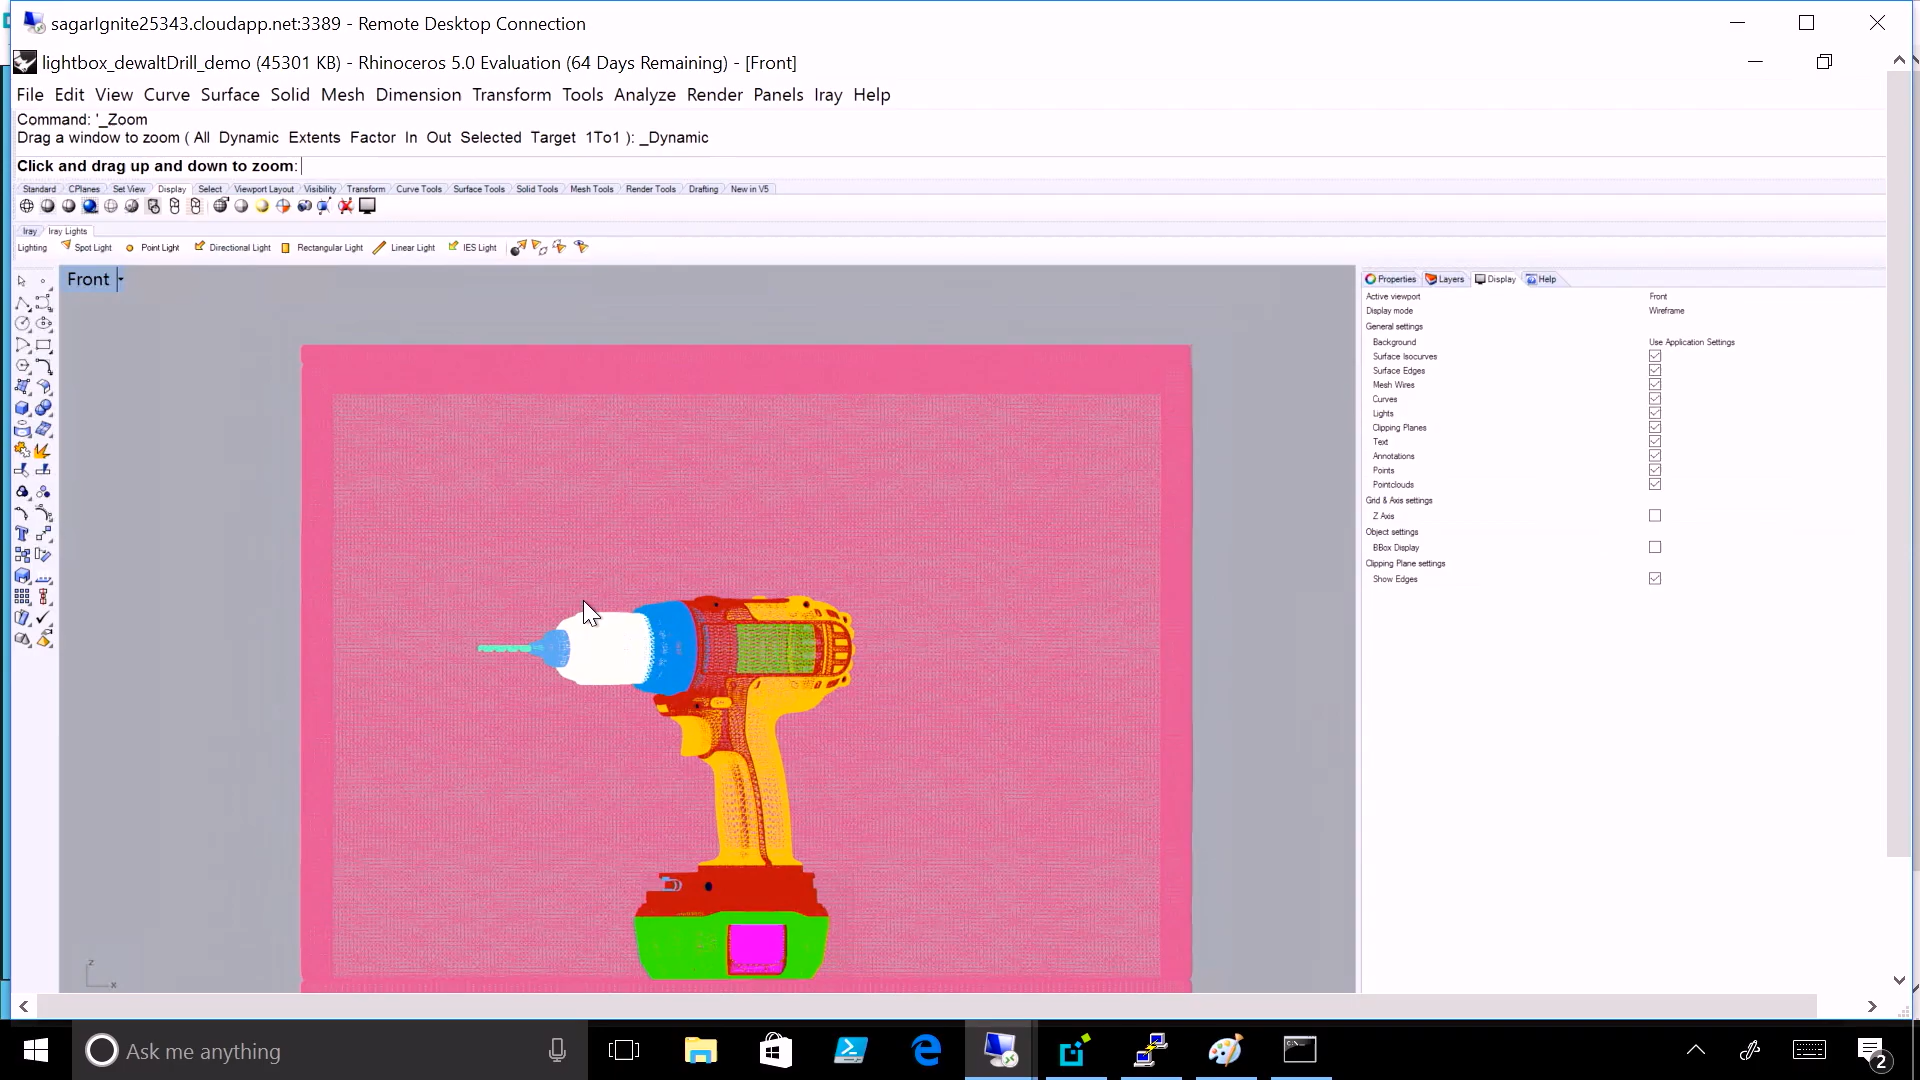 sagarIgnite25343.cloudapp.net:3389 - Remote Desktop Connection
lightbox_dewaltDrill_demo (45301 KB) - Rhinoceros 5.0 Evaluation (64 Days Remaining) - [Front]
File Edit View Curve Surface Solid Mesh Dimension Transform Tools Analyze Render Panels Iray Help
Command: '_Zoom
Drag a window to zoom ( All Dynamic Extents Factor In Out Selected Target 1To1 ): _Dynamic
Click and drag up and down to zoom:
Standard CPlanes Set View Display Select Viewport Layout Visibility Transform Curve Tools Surface Tools Solid Tools Mesh Tools Render Tools Drafting New in V5
Iray Iray Lights
Lighting Spot Light Point Light Directional Light Rectangular Light Linear Light IES Light
Front
Properties Layers Display Help
Active viewport Front
Display mode Wireframe
General settings
Background Use Application Settings
Surface Isocurves
Surface Edges
Mesh Wires
Curves
Lights
Clipping Planes
Text
Annotations
Points
Pointclouds
Grid & Axis settings
Z Axis
Object settings
BBox Display
Clipping Plane settings
Show Edges
z
x
Ask me anything
2